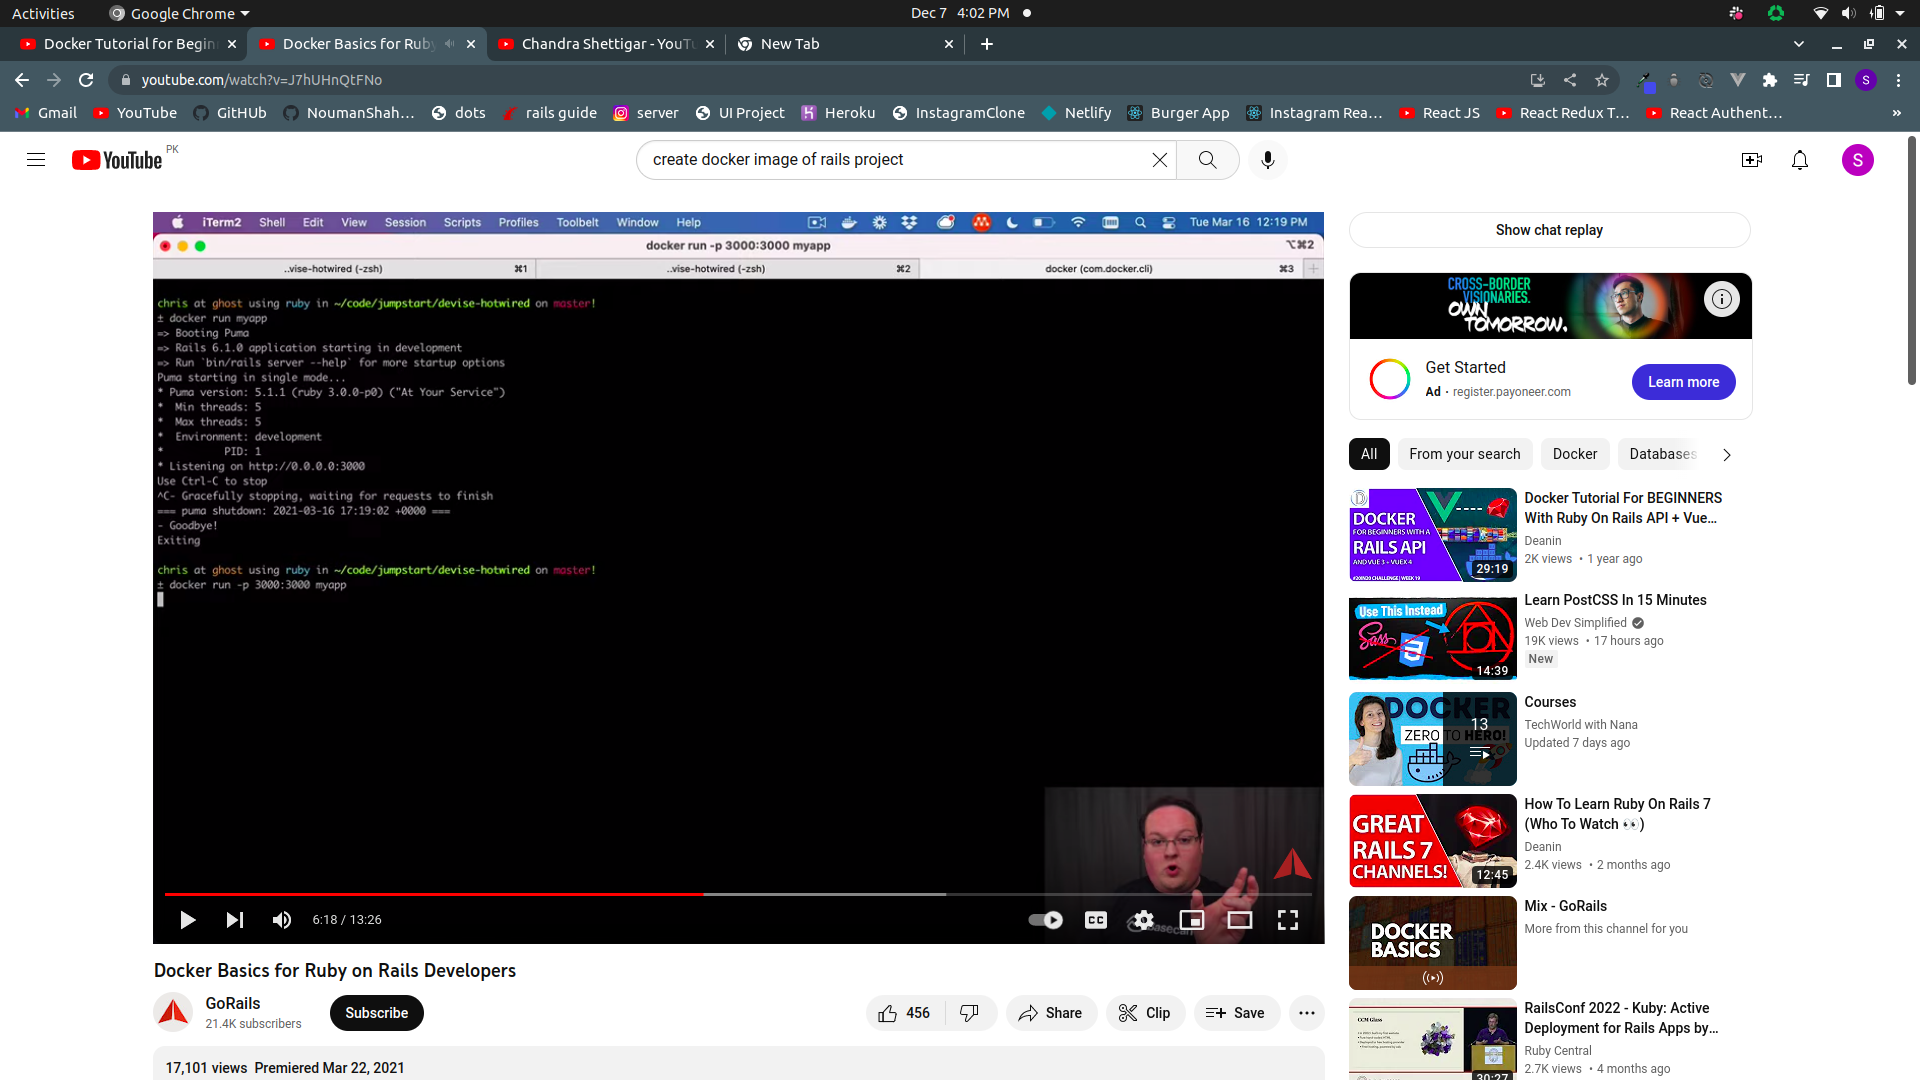 Activities
Google Chrome
Dec 7 4:02 PM
Docker Tutorial for Begin
Docker Basics for Ruby
Chandra Shettigar - YouTu
New Tab
youtube.com/watch?v=J7hUHnQtFNo
S
Gmail
YouTube
GitHUb
NoumanShah...
dots
rails guide
server
UI Project
Heroku
InstagramClone
Netlify
Burger App
Instagram Rea...
React JS
React Redux T...
React Authent...
»
YouTube PK
create docker image of rails project
S
iTerm2 Shell Edit View Session Scripts Profiles Toolbelt Window Help
Tue Mar 16 12:19 PM
docker run -p 3000:3000 myapp
⌥⌘2
..vise-hotwired (-zsh) ⌘1
..vise-hotwired (-zsh) ⌘2
docker (com.docker.cli) ⌘3
chris at ghost using ruby in ~/code/jumpstart/devise-hotwired on master!
± docker run myapp
=> Booting Puma
=> Rails 6.1.0 application starting in development
=> Run `bin/rails server --help` for more startup options
Puma starting in single mode...
* Puma version: 5.1.1 (ruby 3.0.0-p0) ("At Your Service")
* Min threads: 5
* Max threads: 5
* Environment: development
* PID: 1
* Listening on http://0.0.0.0:3000
Use Ctrl-C to stop
^C- Gracefully stopping, waiting for requests to finish
=== puma shutdown: 2021-03-16 17:19:02 +0000 ===
- Goodbye!
Exiting
chris at ghost using ruby in ~/code/jumpstart/devise-hotwired on master!
± docker run -p 3000:3000 myapp
6:18 / 13:26
CC
Docker Basics for Ruby on Rails Developers
GoRails
21.4K subscribers
Subscribe
456
Share
Clip
Save
17,101 views Premiered Mar 22, 2021
Show chat replay
CROSS-BORDER
VISIONARIES.
OWN
TOMORROW.
Get Started
Ad · register.payoneer.com
Learn more
All
From your search
Docker
Databases
DOCKER
FOR BEGINNERS WITH A
RAILS API
AND VUE 3 + VUEX 4
#20IN20 CHALLENGE | WEEK 19
29:19
Docker Tutorial For BEGINNERS
With Ruby On Rails API + Vue...
Deanin
2K views • 1 year ago
Use This Instead
Sass
14:39
Learn PostCSS In 15 Minutes
Web Dev Simplified
19K views • 17 hours ago
New
DOCKER
ZERO TO HERO!
13
Courses
TechWorld with Nana
Updated 7 days ago
GREAT
RAILS 7
CHANNELS!
12:45
How To Learn Ruby On Rails 7
(Who To Watch 👀)
Deanin
2.4K views • 2 months ago
DOCKER
BASICS
Mix - GoRails
More from this channel for you
CCM Glass
30:27
RailsConf 2022 - Kuby: Active
Deployment for Rails Apps by...
Ruby Central
2.7K views • 4 months ago